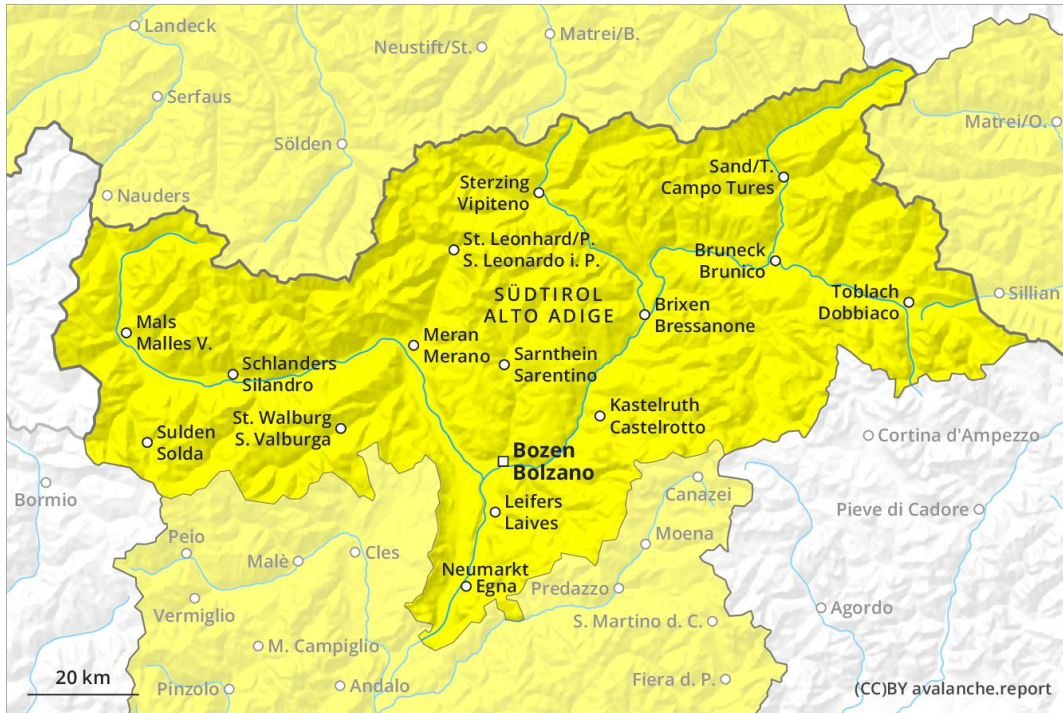 Landeck
Matrei/B.
Neustift/St.
Serfaus
Matrei/O.
Sölden
Sand/T.
Campo Tures
Sterzing
Vipiteno
Nauders
St. Leonhard/P.
S. Leonardo i. P.
Bruneck
Brunico
SÜDTIROL
ALTO ADIGE
Toblach
Dobbiaco
Sillian
Brixen
Bressanone
Mals
Malles V.
Meran
Merano
Schlanders
Silandro
Sarnthein
Sarentino
Kastelruth
Castelrotto
St. Walburg
S. Valburga
Sulden
Solda
Cortina d'Ampezzo
Bozen
Bolzano
Bormio
Canazei
Leifers
Laives
Pieve di Cadore
Peio
Moena
Cles
Malè
Neumarkt
Egna
Predazzo
Vermiglio
Agordo
S. Martino d. C.
M. Campiglio
20 km
Pinzolo
Andalo
Fiera d. P.
(CC)BY avalanche.report